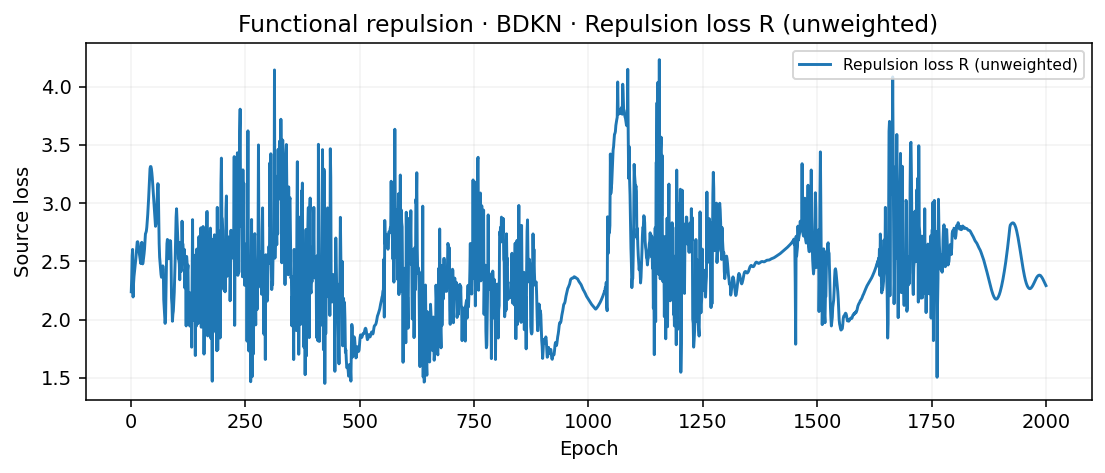 Functional repulsion · BDKN · Repulsion loss R (unweighted)
Repulsion loss R (unweighted)
Source loss
4.0
3.5
3.0
2.5
2.0
1.5
0 250 500 750 1000 1250 1500 1750 2000
Epoch